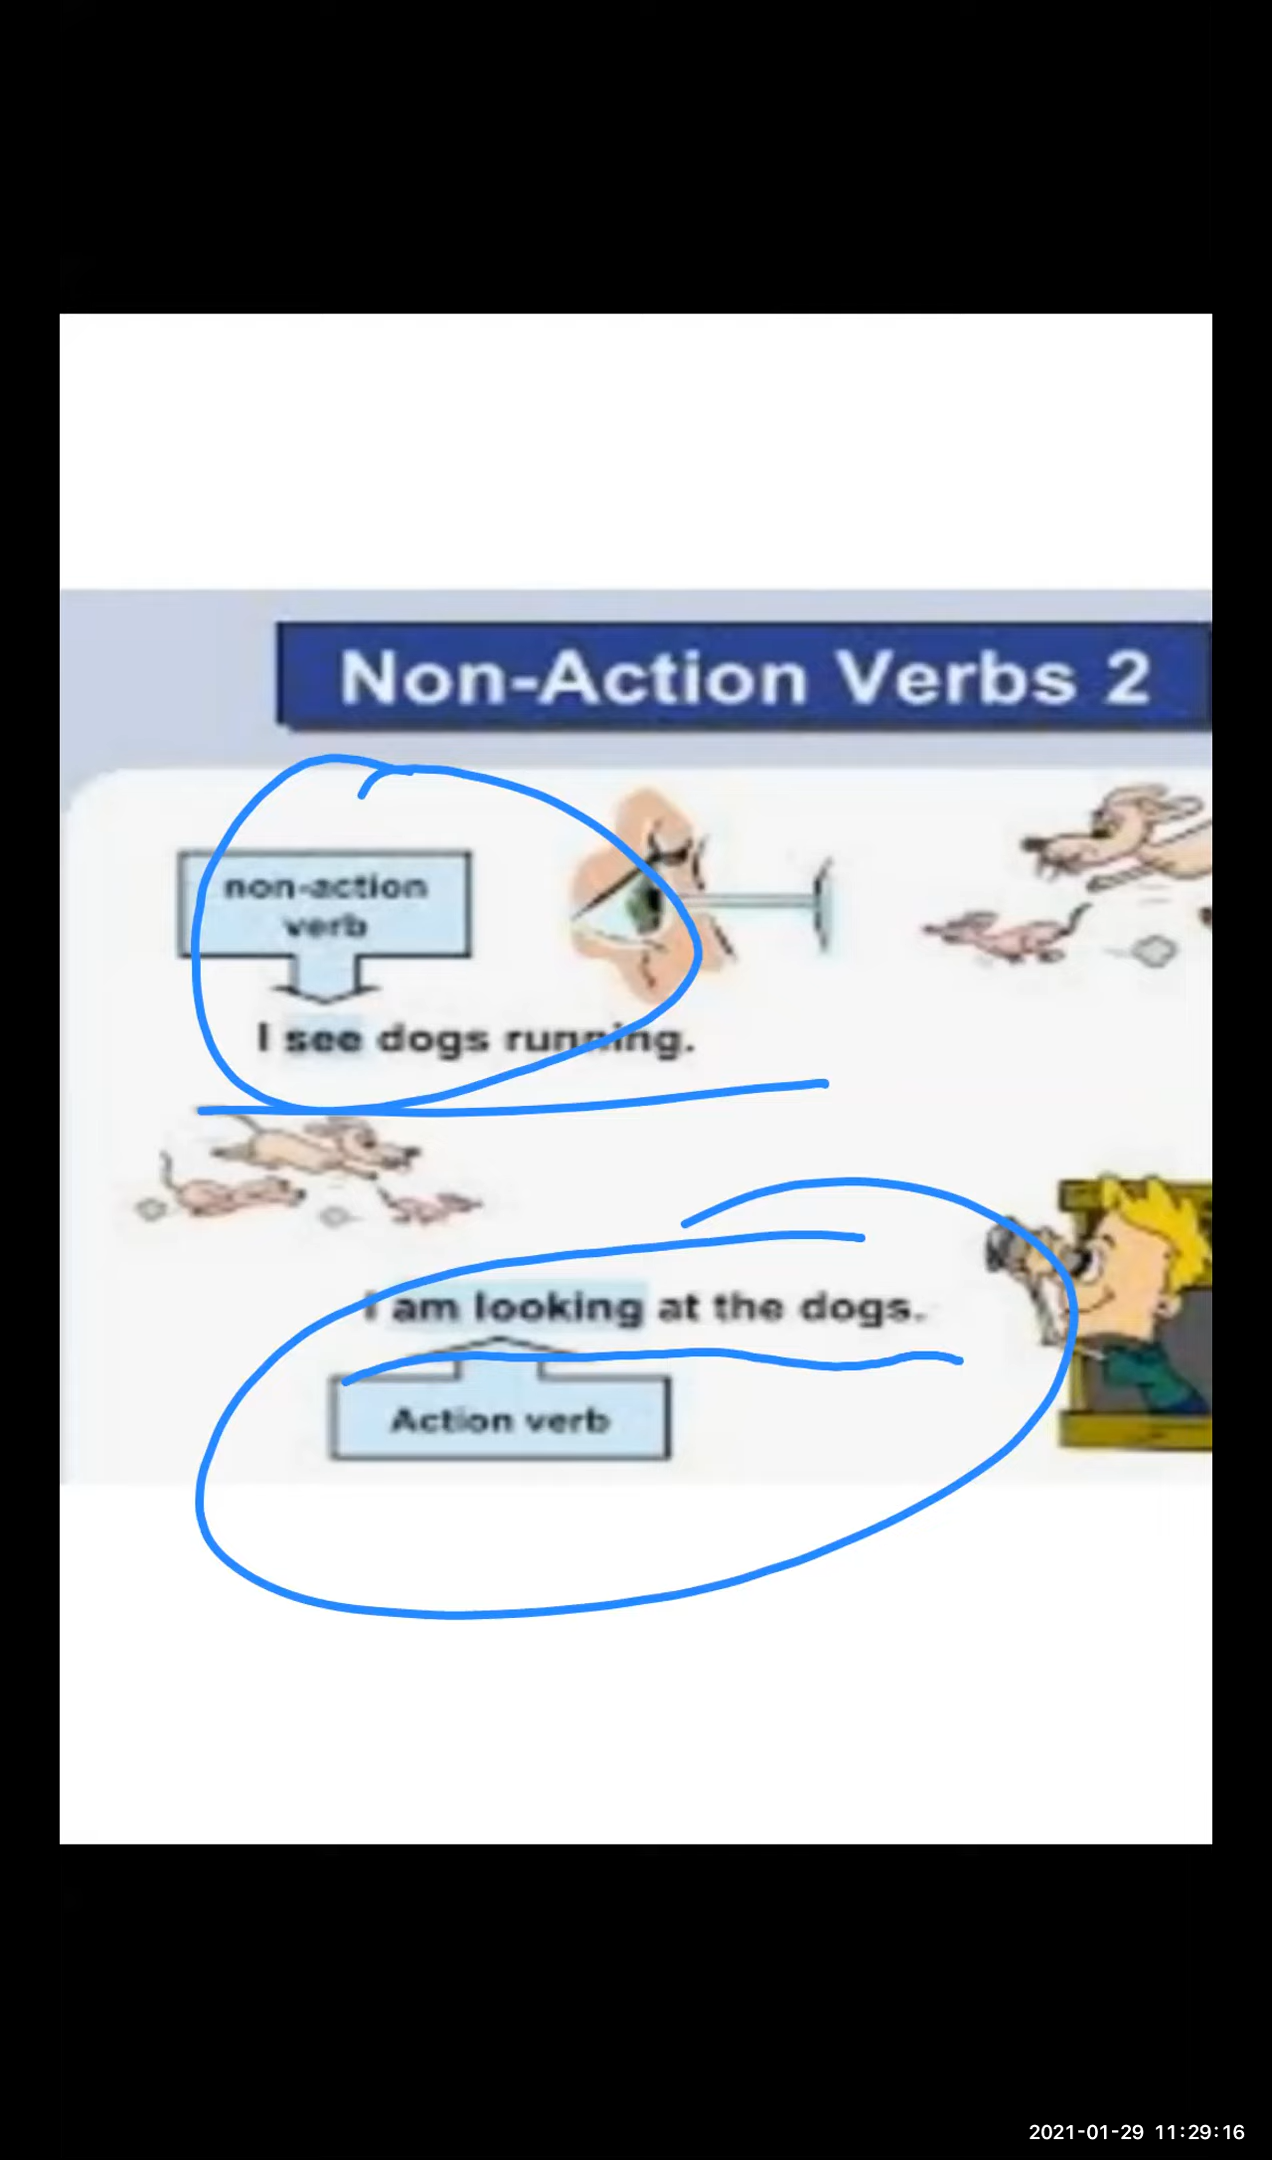 Non-Action Verbs 2
non-action
verb
I see dogs running.
I am looking at the dogs.
Action verb
2021-01-29 11:29:16